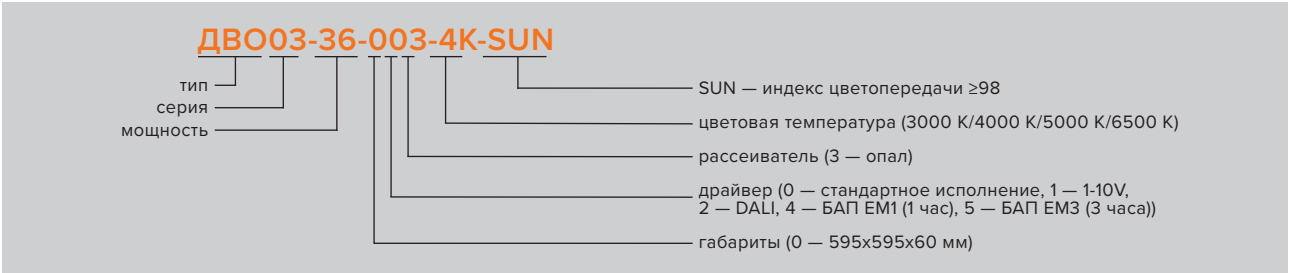 ДВО03-36-003-4K-SUN
тип
серия
мощность
SUN — индекс цветопередачи ≥98
цветовая температура (3000 К/4000 К/5000 К/6500 К)
рассеиватель (3 — опал)
драйвер (0 — стандартное исполнение, 1 — 1-10V,
2 — DALI, 4 — БАП EM1 (1 час), 5 — БАП EM3 (3 часа))
габариты (0 — 595х595х60 мм)